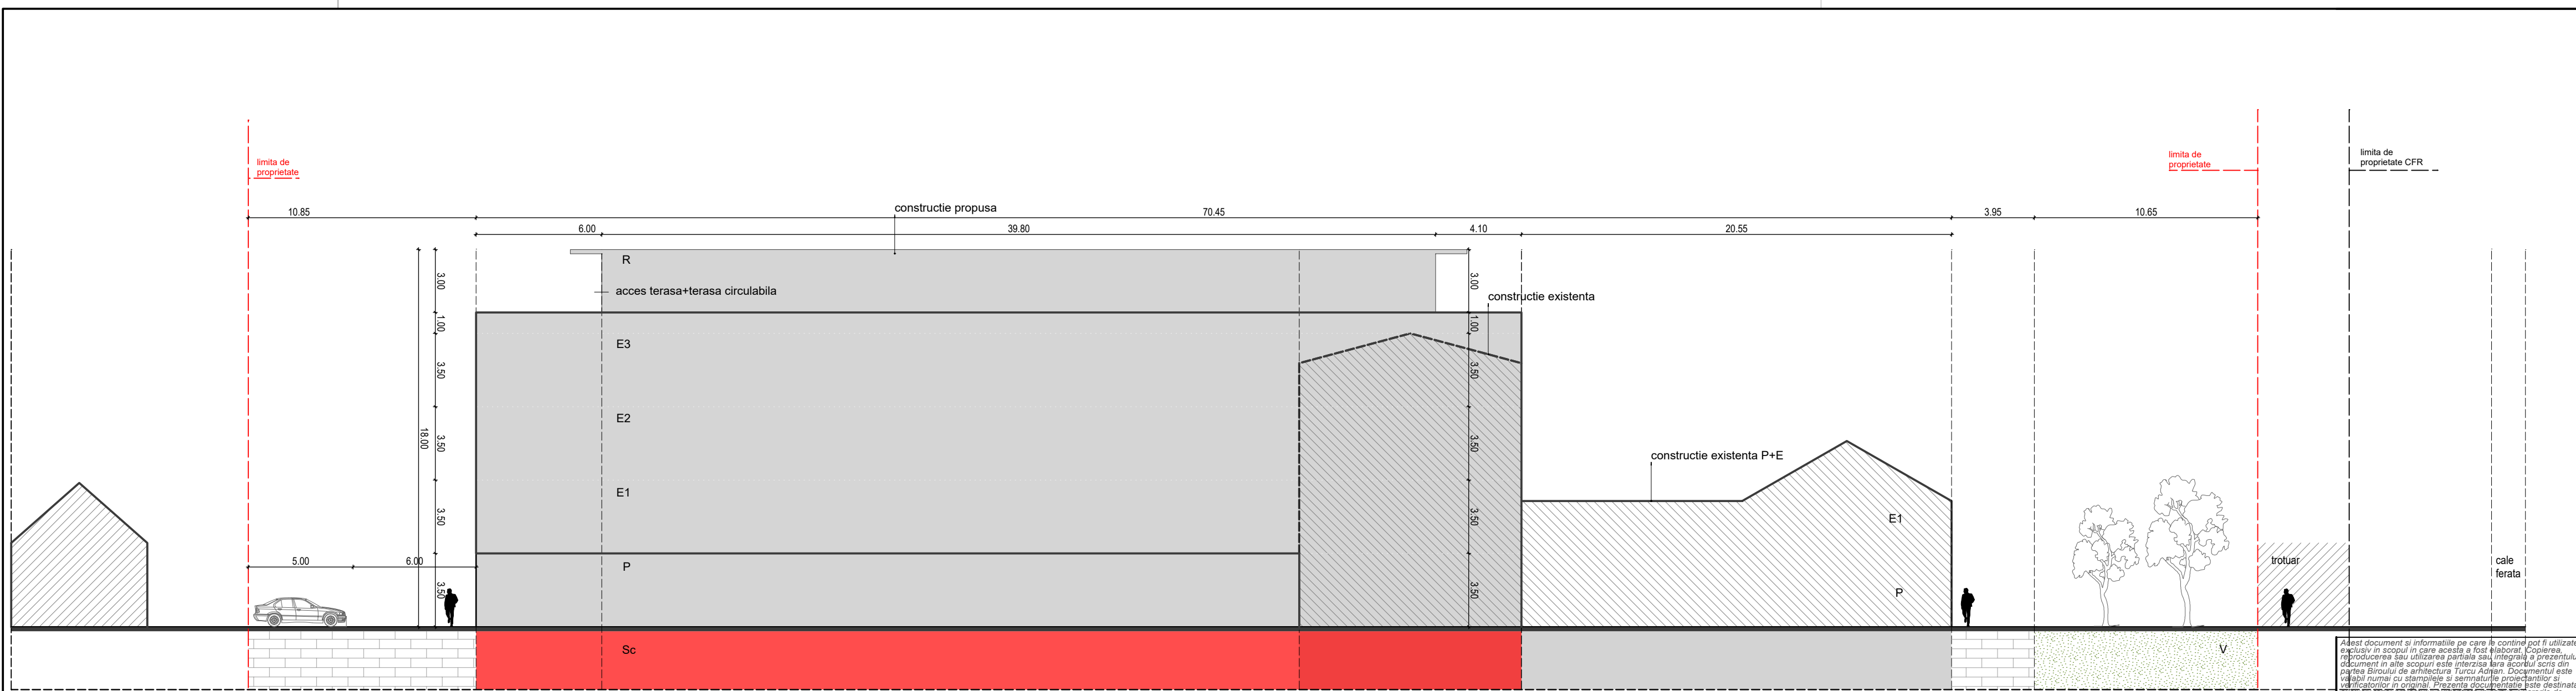 limita de
proprietate
limita de
proprietate
limita de
proprietate CFR
10.85
70.45
3.95
10.65
constructie propusa
6.00
39.80
4.10
20.55
R
acces terasa+terasa circulabila
constructie existenta
3.00
3.00
1.00
1.00
E3
3.50
3.50
E2
18.00
3.50
3.50
constructie existenta P+E
E1
3.50
3.50
E1
5.00
6.00
P
3.50
3.50
P
trotuar
cale
ferata
Sc
V
Acest document si informatiile pe care le contine pot fi utilizate
exclusiv in scopul in care acesta a fost elaborat. Copierea,
reproducerea sau utilizarea partiala sau integrala a prezentului
document in alte scopuri este interzisa fara acordul scris din
partea Biroului de arhitectura Turcu Adrian. Documentul este
valabil numai cu stampilele si semnaturile proiectantilor si
verificatorilor in original. Prezenta documentatie este destinata